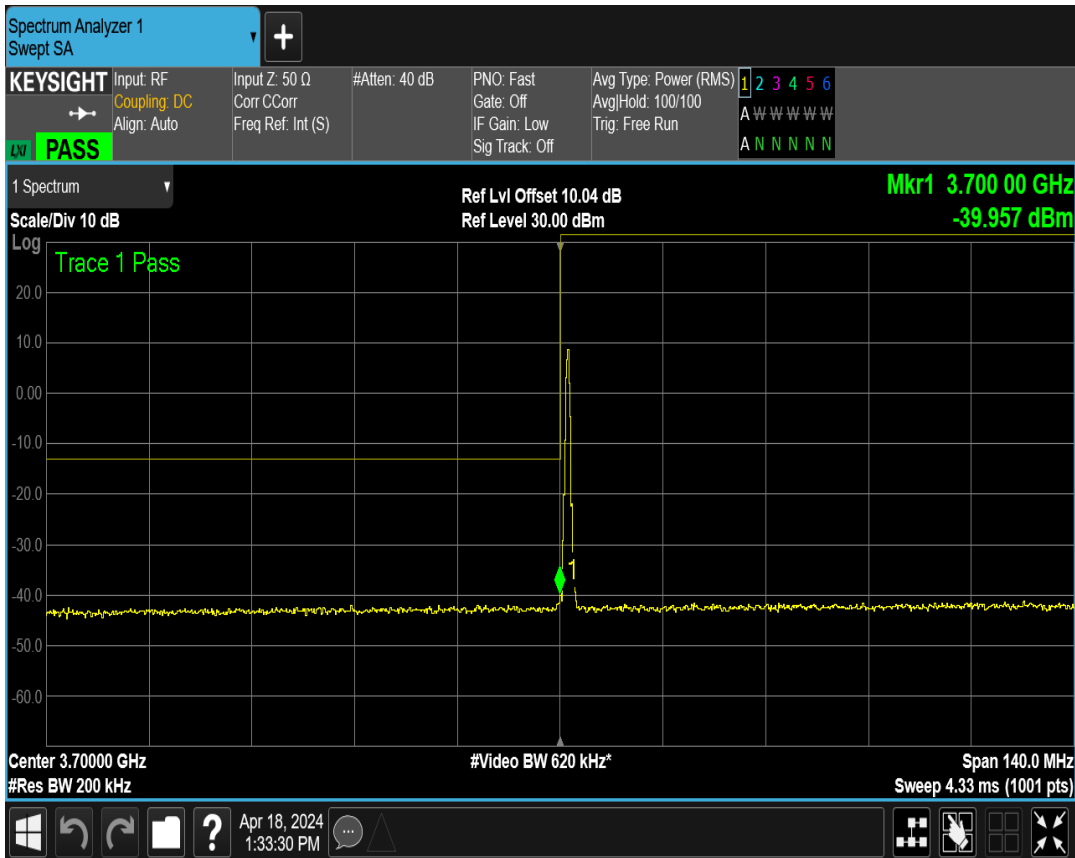 Spectrum Analyzer 1
Swept SA
+
KEYSIGHT
LXI PASS
Input: RF
Coupling: DC
Align: Auto
Input Z: 50 Ω
Corr CCorr
Freq Ref: Int (S)
#Atten: 40 dB
PNO: Fast
Gate: Off
IF Gain: Low
Sig Track: Off
Avg Type: Power (RMS)
Avg|Hold: 100/100
Trig: Free Run
1 2 3 4 5 6
A W W W W W
A N N N N N
1 Spectrum
Scale/Div 10 dB
Ref Lvl Offset 10.04 dB
Ref Level 30.00 dBm
Mkr1 3.700 00 GHz
-39.957 dBm
Log
Trace 1 Pass
20.0
10.0
0.00
-10.0
-20.0
-30.0
-40.0
-50.0
-60.0
Center 3.70000 GHz
#Res BW 200 kHz
#Video BW 620 kHz*
Span 140.0 MHz
Sweep 4.33 ms (1001 pts)
?
Apr 18, 2024
1:33:30 PM